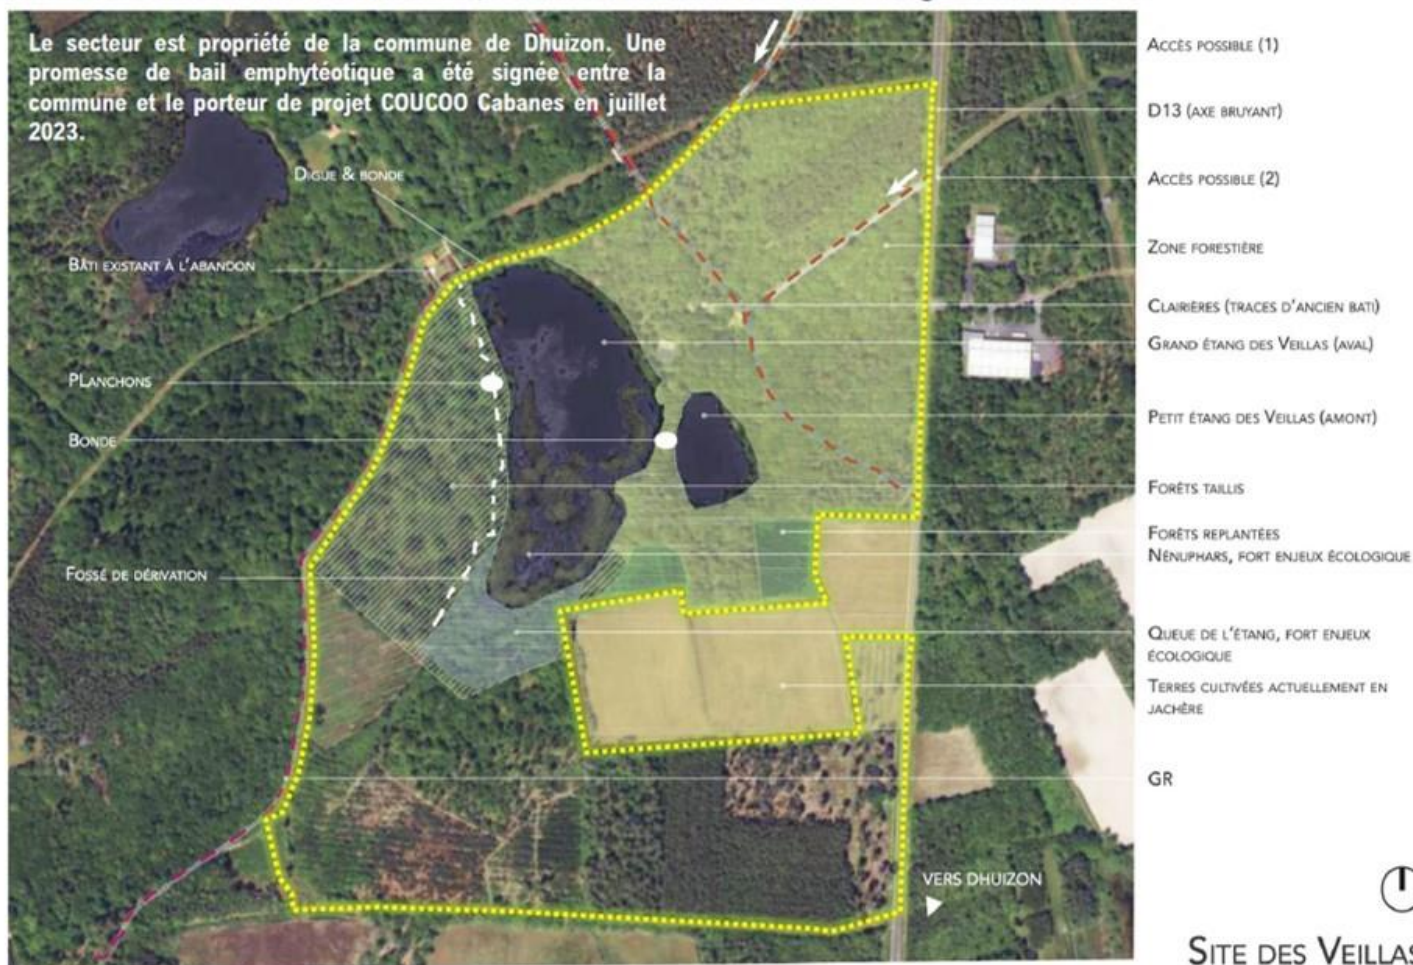 Le secteur est propriété de la commune de Dhuizon. Une
promesse de bail emphytéotique a été signée entre la
commune et le porteur de projet COUCOO Cabanes en juillet
2023.
DIGUE & BONDE
BÂTI EXISTANT À L'ABANDON
PLANCHONS
BONDE
FOSSÉ DE DÉRIVATION
ACCÈS POSSIBLE (1)
D13 (AXE BRUYANT)
ACCÈS POSSIBLE (2)
ZONE FORESTIÈRE
CLAIRIÈRES (TRACES D'ANCIEN BATI)
GRAND ÉTANG DES VEILLAS (AVAL)
PETIT ÉTANG DES VEILLAS (AMONT)
FORÊTS TAILLIS
FORÊTS REPLANTÉES
NÉNUPHARS, FORT ENJEUX ÉCOLOGIQUE
QUEUE DE L'ÉTANG, FORT ENJEUX
ÉCOLOGIQUE
TERRES CULTIVÉES ACTUELLEMENT EN
JACHÈRE
GR
VERS DHUIZON
SITE DES VEILLAS